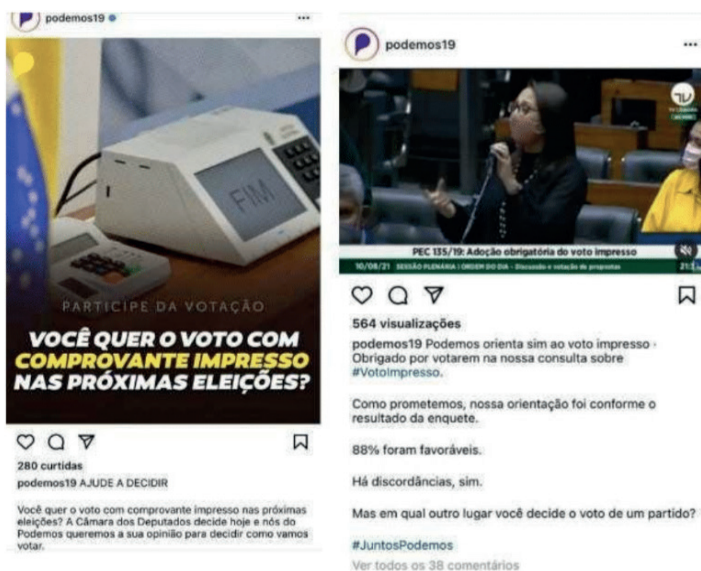 podemos19
FIM
PARTICIPE DA VOTAÇÃO
VOCÊ QUER O VOTO COM
COMPROVANTE IMPRESSO
NAS PRÓXIMAS ELEIÇÕES?
280 curtidas
podemos19 AJUDE A DECIDIR
Você quer o voto com comprovante impresso nas próximas
eleições? A Câmara dos Deputados decide hoje e nós do
Podemos queremos a sua opinião para decidir como vamos
votar.
podemos19
TV CÂMARA
PEC 135/19: Adoção obrigatória do voto impresso
10/08/21 SESSÃO PLENÁRIA | ORDEM DO DIA - Discussão e votação de propostas
564 visualizações
podemos19 Podemos orienta sim ao voto impresso ·
Obrigado por votarem na nossa consulta sobre
#VotoImpresso.
Como prometemos, nossa orientação foi conforme o
resultado da enquete.
88% foram favoráveis.
Há discordâncias, sim.
Mas em qual outro lugar você decide o voto de um partido?
#JuntosPodemos
Ver todos os 38 comentários